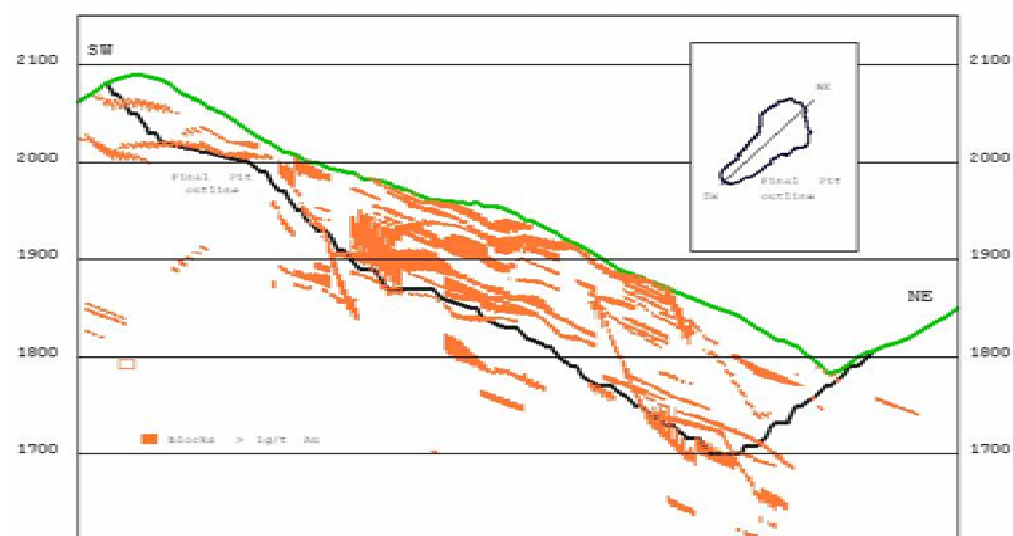 SW
2100
2100
NE
2000
2000
Final Pit
outline
SW
Final Pit
outline
1900
1900
NE
1800
1800
blocks > 1g/t Au
1700
1700